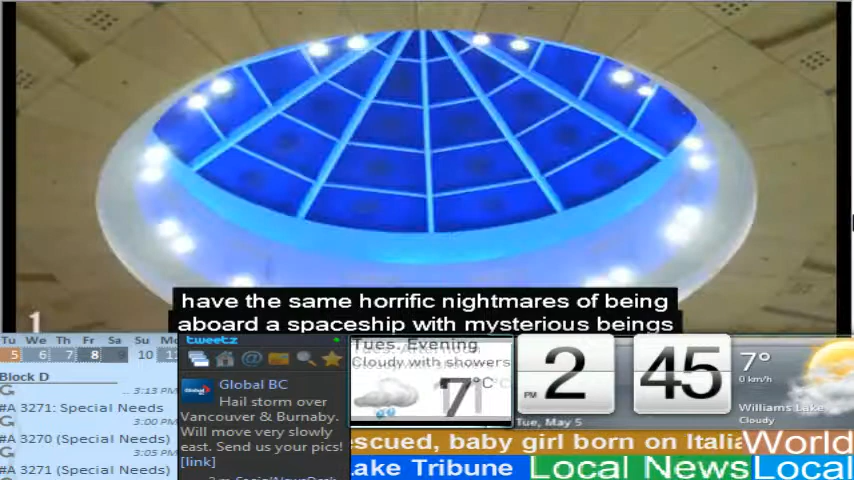 1
have the same horrific nightmares of being
aboard a spaceship with mysterious beings
Tu We Th Fr Sa Su Mo
5 6 7 8 9 10 11
Block D
.. 3:13 PM
#A 3271: Special Needs
3:00 PM
#A 3270 (Special Needs)
3:05 PM
#A 3271 (Special Needs)
tweetz
Global BC
Hail storm over
Vancouver & Burnaby.
Will move very slowly
east. Send us your pics!
[link]
Tues. Evening
Cloudy with showers
7°C
PM 2 45
Tue, May 5
7°
0 km/h
Williams Lake
Cloudy
scued, baby girl born on Italia World
ake Tribune Local News Local